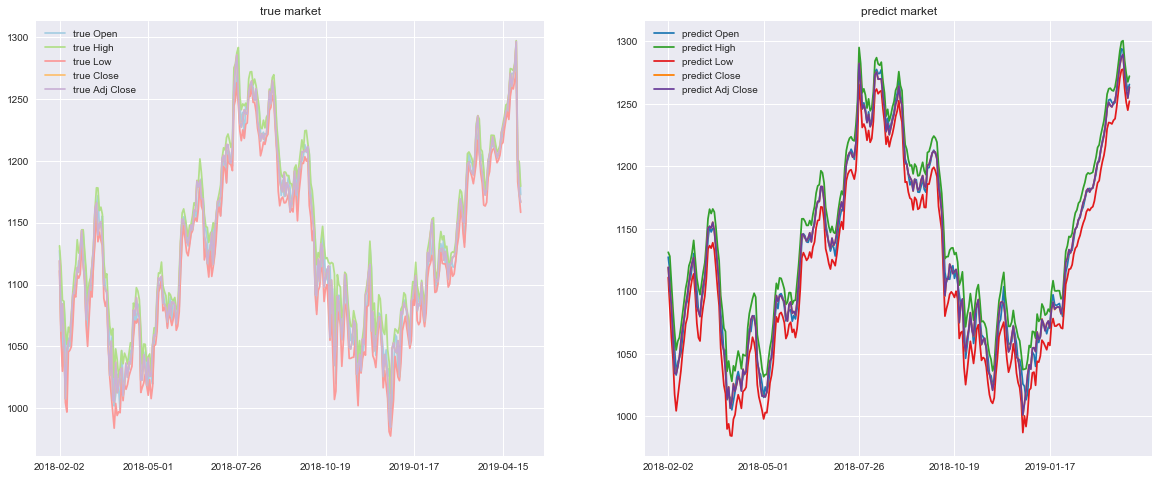 true market
1300
1250
1200
1150
1100
1050
1000
true Open
true High
true Low
true Close
true Adj Close
2018-02-02 2018-05-01 2018-07-26 2018-10-19 2019-01-17 2019-04-15
predict market
1300
1250
1200
1150
1100
1050
1000
predict Open
predict High
predict Low
predict Close
predict Adj Close
2018-02-02 2018-05-01 2018-07-26 2018-10-19 2019-01-17